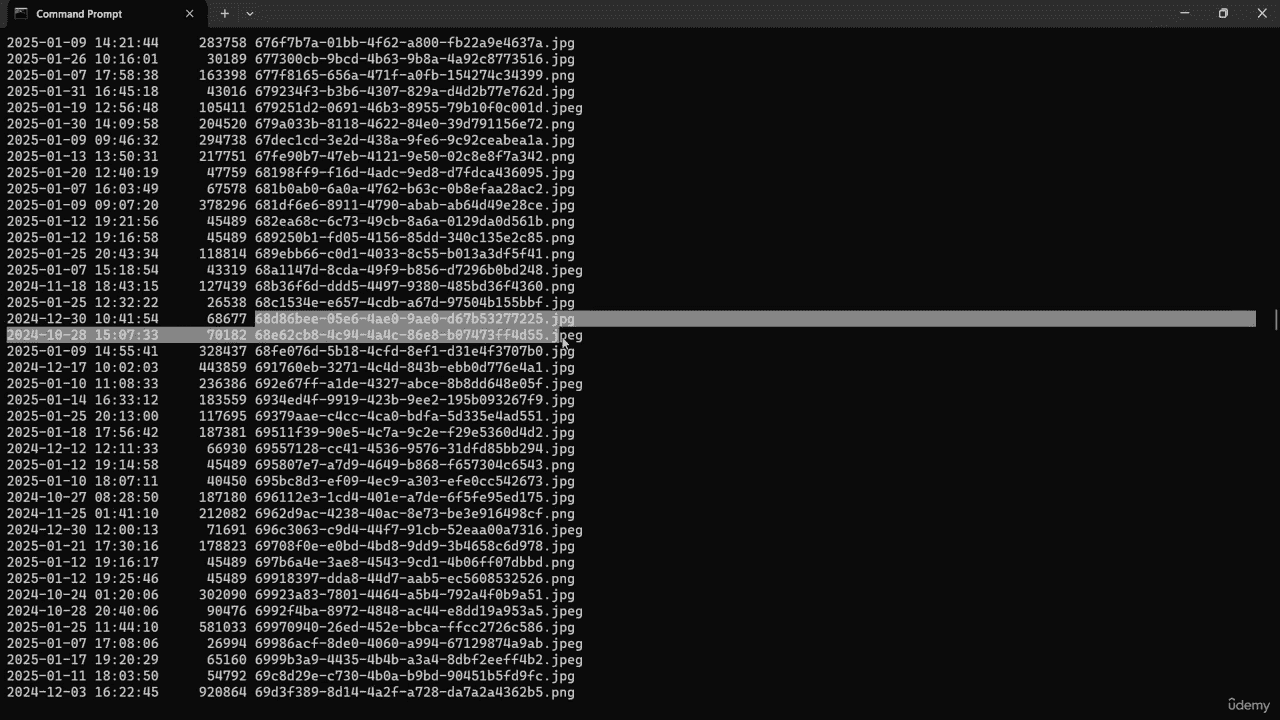 Command Prompt
2025-01-09 14:21:44     283758 676f7b7a-01bb-4f62-a800-fb22a9e4637a.jpg
2025-01-26 10:16:01      30189 677300cb-9bcd-4b63-9b8a-4a92c8773516.jpg
2025-01-07 17:58:38     163398 677f8165-656a-471f-a0fb-154274c34399.png
2025-01-31 16:45:18      43016 679234f3-b3b6-4307-829a-d4d2b77e762d.jpg
2025-01-19 12:56:48     105411 679251d2-0691-46b3-8955-79b10f0c001d.jpeg
2025-01-30 14:09:58     204520 679a033b-8118-4622-84e0-39d791156e72.png
2025-01-09 09:46:32     294738 67dec1cd-3e2d-438a-9fe6-9c92ceabea1a.jpg
2025-01-13 13:50:31     217751 67fe90b7-47eb-4121-9e50-02c8e8f7a342.png
2025-01-20 12:40:19      47759 68198ff9-f16d-4adc-9ed8-d7fdca436095.jpg
2025-01-07 16:03:49      67578 681b0ab0-6a0a-4762-b63c-0b8efaa28ac2.jpg
2025-01-09 09:07:20     378296 681df6e6-8911-4790-abab-ab64d49e28ce.jpg
2025-01-12 19:21:56      45489 682ea68c-6c73-49cb-8a6a-0129da0d561b.png
2025-01-12 19:16:58      45489 689250b1-fd05-4156-85dd-340c135e2c85.png
2025-01-25 20:43:34     118814 689ebb66-c0d1-4033-8c55-b013a3df5f41.png
2025-01-07 15:18:54      43319 68a1147d-8cda-49f9-b856-d7296b0bd248.jpeg
2024-11-18 18:43:15     127439 68b36f6d-ddd5-4497-9380-485bd36f4360.png
2025-01-25 12:32:22      26538 68c1534e-e657-4cdb-a67d-97504b155bbf.jpg
2024-12-30 10:41:54      68677 68d86bee-05e6-4ae0-9ae0-d67b53277225.jpg
2024-10-28 15:07:33      70182 68e62cb8-4c94-4a4c-86e8-b07473ff4d55.jpeg
2025-01-09 14:55:41     328437 68fe076d-5b18-4cfd-8ef1-d31e4f3707b0.jpg
2024-12-17 10:02:03     443859 691760eb-3271-4c4d-843b-ebb0d776e4a1.jpg
2025-01-10 11:08:33     236386 692e67ff-a1de-4327-abce-8b8dd648e05f.jpeg
2025-01-14 16:33:12     183559 6934ed4f-9919-423b-9ee2-195b093267f9.jpg
2025-01-25 20:13:00     117695 69379aae-c4cc-4ca0-bdfa-5d335e4ad551.jpg
2025-01-18 17:56:42     187381 69511f39-90e5-4c7a-9c2e-f29e5360d4d2.jpg
2024-12-12 12:11:33      66930 69557128-cc41-4536-9576-31dfd85bb294.jpg
2025-01-12 19:14:58      45489 695807e7-a7d9-4649-b868-f657304c6543.png
2025-01-10 18:07:11      40450 695bc8d3-ef09-4ec9-a303-efe0cc542673.jpg
2024-10-27 08:28:50     187180 696112e3-1cd4-401e-a7de-6f5fe95ed175.jpg
2024-11-25 01:41:10     212082 6962d9ac-4238-40ac-8e73-be3e916498cf.png
2024-12-30 12:00:13      71691 696c3063-c9d4-44f7-91cb-52eaa00a7316.jpeg
2025-01-21 17:30:16     178823 69708f0e-e0bd-4bd8-9dd9-3b4658c6d978.jpg
2025-01-12 19:16:17      45489 697b6a4e-3ae8-4543-9cd1-4b06ff07dbbd.png
2025-01-12 19:25:46      45489 69918397-dda8-44d7-aab5-ec5608532526.png
2024-10-24 01:20:06     302090 69923a83-7801-4464-a5b4-792a4f0b9a51.jpg
2024-10-28 20:40:06      90476 6992f4ba-8972-4848-ac44-e8dd19a953a5.jpeg
2025-01-25 11:44:10     581033 69970940-26ed-452e-bbca-ffcc2726c586.jpg
2025-01-07 17:08:06      26994 69986acf-8de0-4060-a994-67129874a9ab.jpeg
2025-01-17 19:20:29      65160 6999b3a9-4435-4b4b-a3a4-8dbf2eeff4b2.jpeg
2025-01-11 18:03:50      54792 69c8d29e-c730-4b0a-b9bd-90451b5fd9fc.jpg
2024-12-03 16:22:45     920864 69d3f389-8d14-4a2f-a728-da7a2a4362b5.png
ûdemy